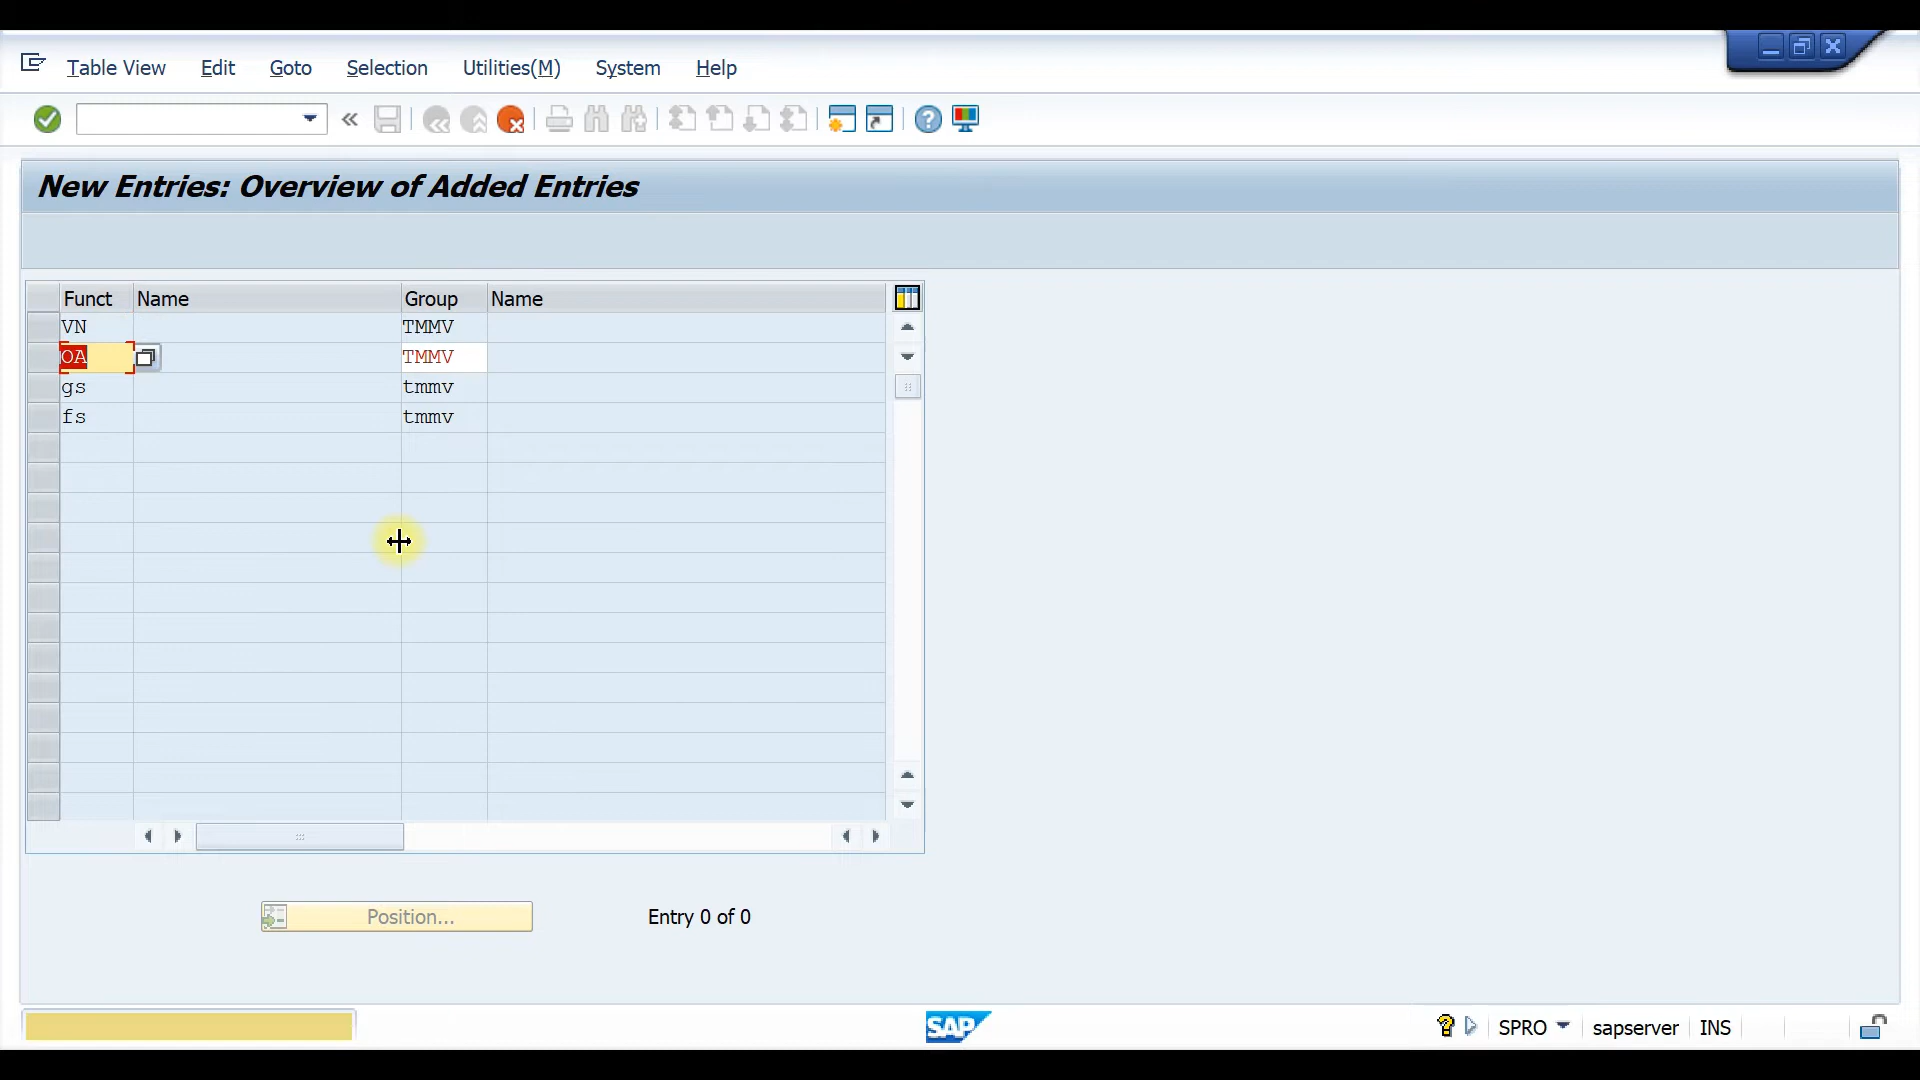 Table View Edit Goto Selection Utilities(M) System Help
New Entries: Overview of Added Entries
Funct Name Group Name
VN TMMV
OA TMMV
gs tmmv
fs tmmv
Position... Entry 0 of 0
SAP SPRO sapserver INS